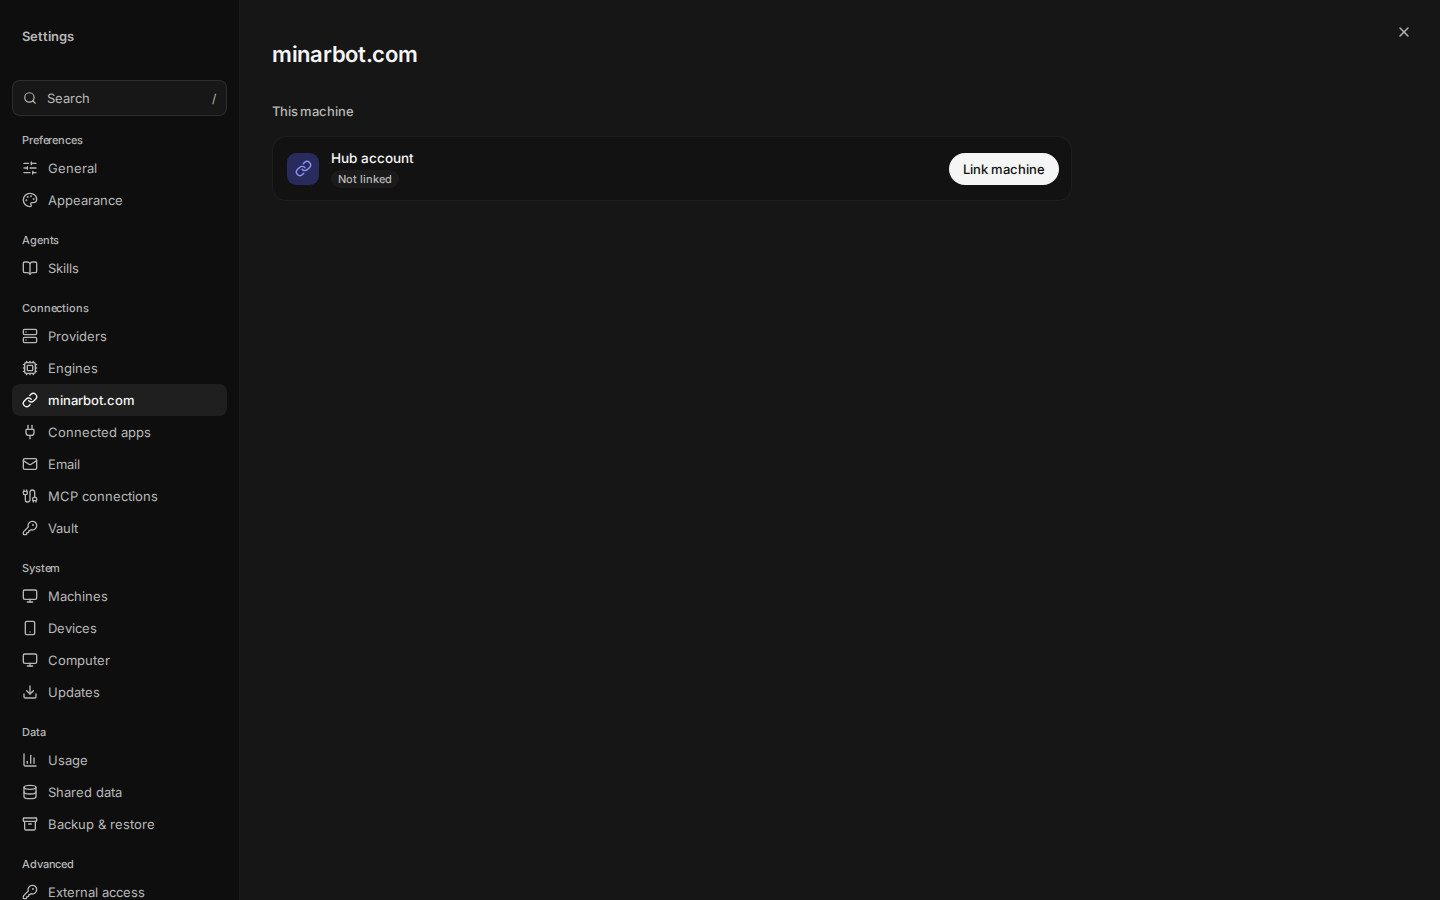 Settings
Search /
Preferences
General
Appearance
Agents
Skills
Connections
Providers
Engines
minarbot.com
Connected apps
Email
MCP connections
Vault
System
Machines
Devices
Computer
Updates
Data
Usage
Shared data
Backup & restore
Advanced
External access
minarbot.com
This machine
Hub account
Not linked
Link machine